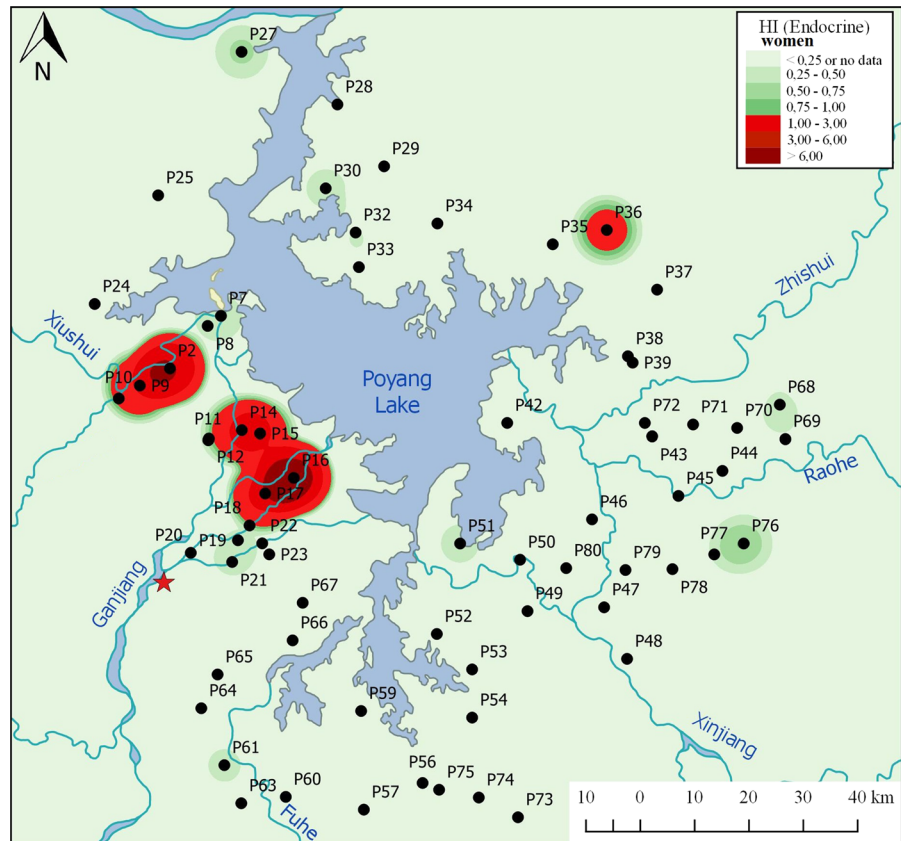 P27
HI (Endocrine)
women
< 0,25 or no data
0,25 - 0,50
0,50 - 0,75
0,75 - 1,00
1,00 - 3,00
3,00 - 6,00
> 6,00
N
P28
P29
P25
P30
P34
P32
P36
P35
P33
Zhishui
P37
P24
P7
Xiushui
P8
P38
P2
P39
P10
P9
Poyang
Lake
P68
P42
P72
P71
P70
P14
P11
P15
P69
P12
P43
P44
P16
P45
Raohe
P17
P46
P18
P22
P51
P77
P76
P20
P19
P23
P50
P80
P79
P21
P78
Ganjiang
P67
P49
P47
P66
P52
P48
P65
P53
P64
P59
P54
Xinjiang
P61
P56
P75
P74
P63
P60
P57
P73
Fuhe
10 0 10 20 30 40 km